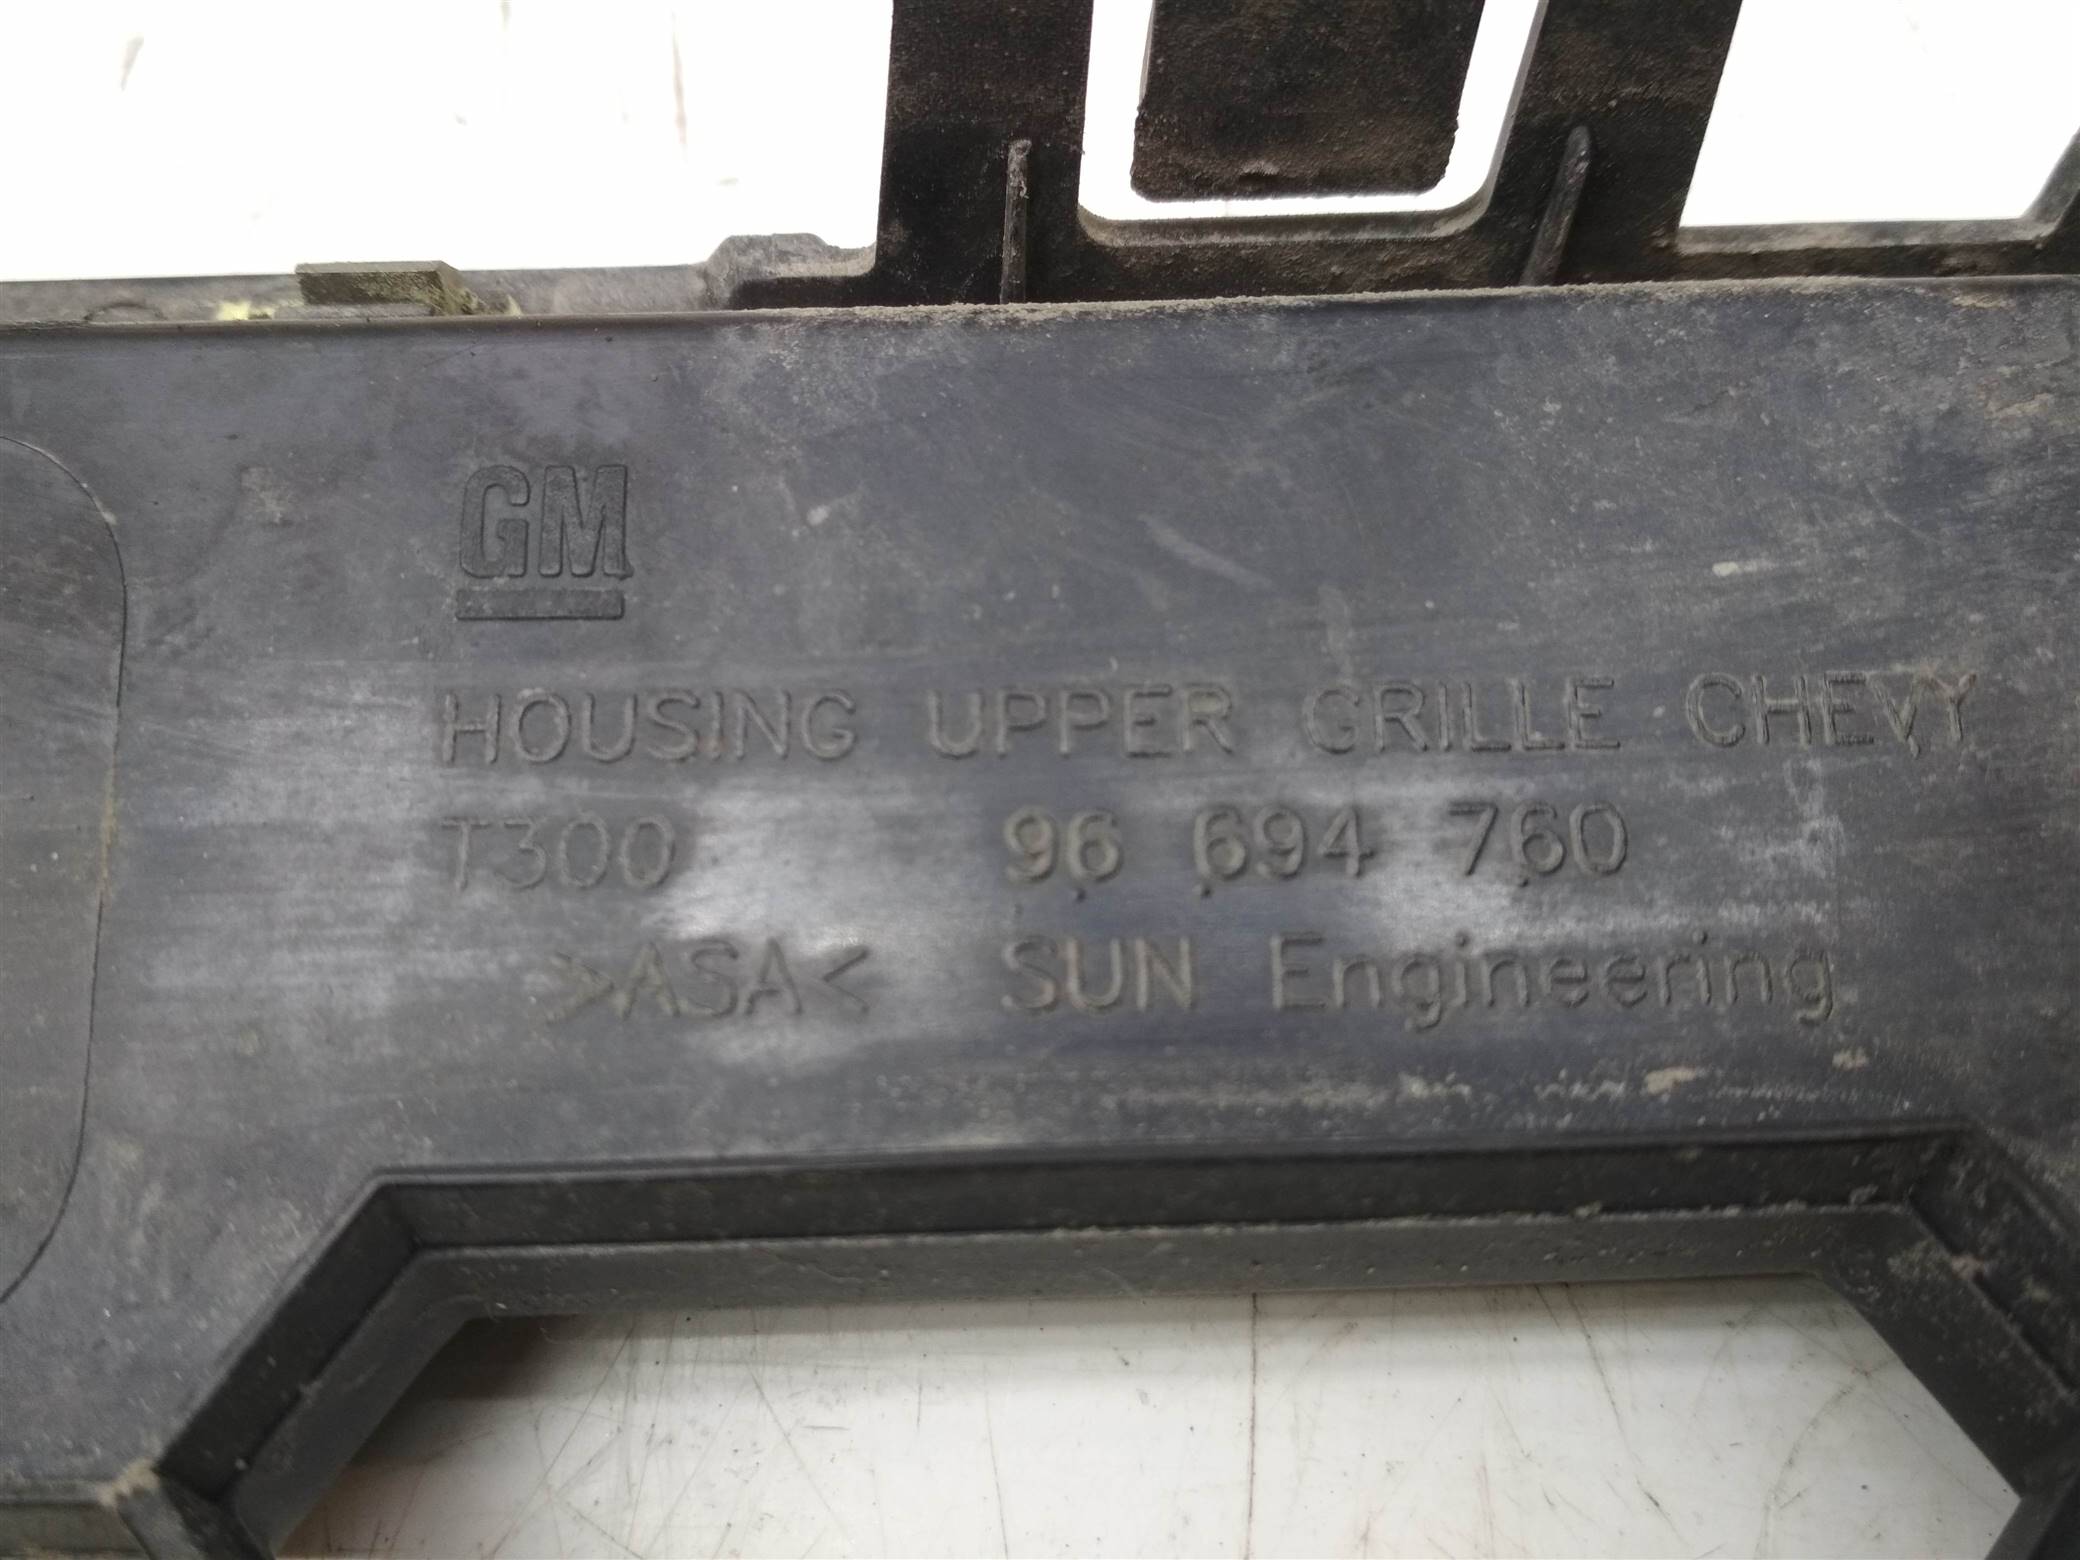 GM
HOUSING UPPER GRILLE CHEVY
T300 96 694 760
>ASA< SUN Engineering